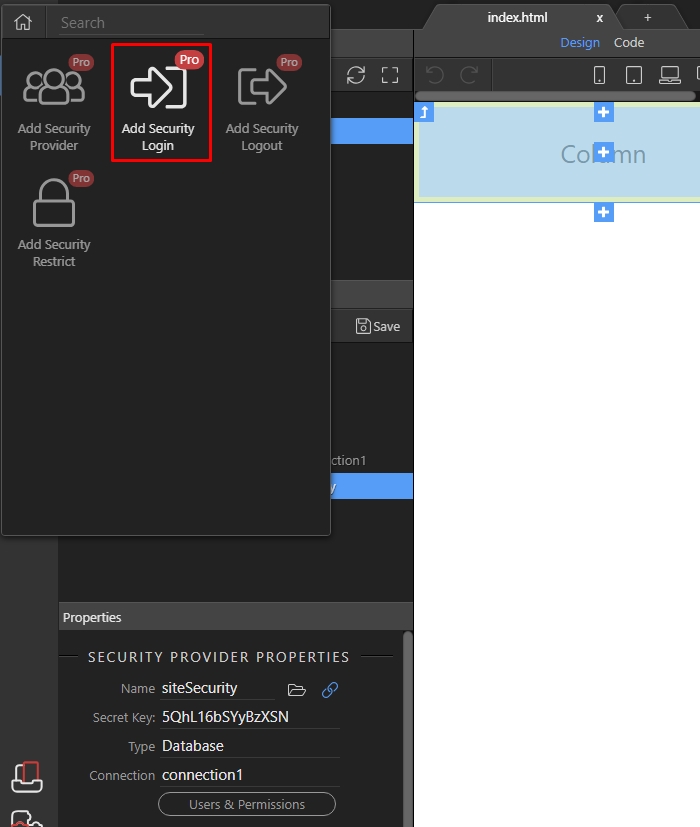 Search
Pro
Add Security
Provider
Pro
Add Security
Login
Pro
Add Security
Logout
Pro
Add Security
Restrict
index.html
x
+
Design
Code
Column
Save
ction1
y
Properties
SECURITY PROVIDER PROPERTIES
Name siteSecurity
Secret Key: 5QhL16bSYyBzXSN
Type Database
Connection connection1
Users & Permissions